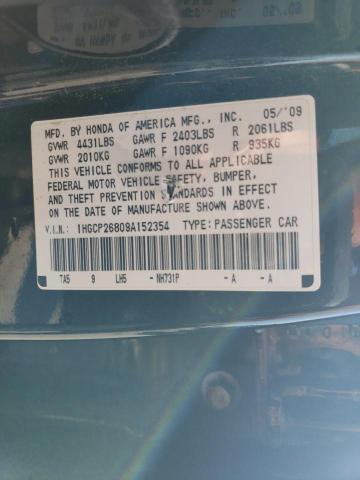 MFD. BY HONDA OF AMERICA MFG., INC. 05/'09
GVWR 4431LBS GAWR F 2403LBS R 2061LBS
GVWR 2010KG GAWR F 1090KG R 935KG
THIS VEHICLE CONFORMS TO ALL APPLICABLE
FEDERAL MOTOR VEHICLE SAFETY, BUMPER,
AND THEFT PREVENTION STANDARDS IN EFFECT
ON THE DATE OF MANUFACTURE SHOWN ABOVE.
V.I.N: 1HGCP26809A152354 TYPE: PASSENGER CAR
TA5 9 LH5 -NH731P -A -A